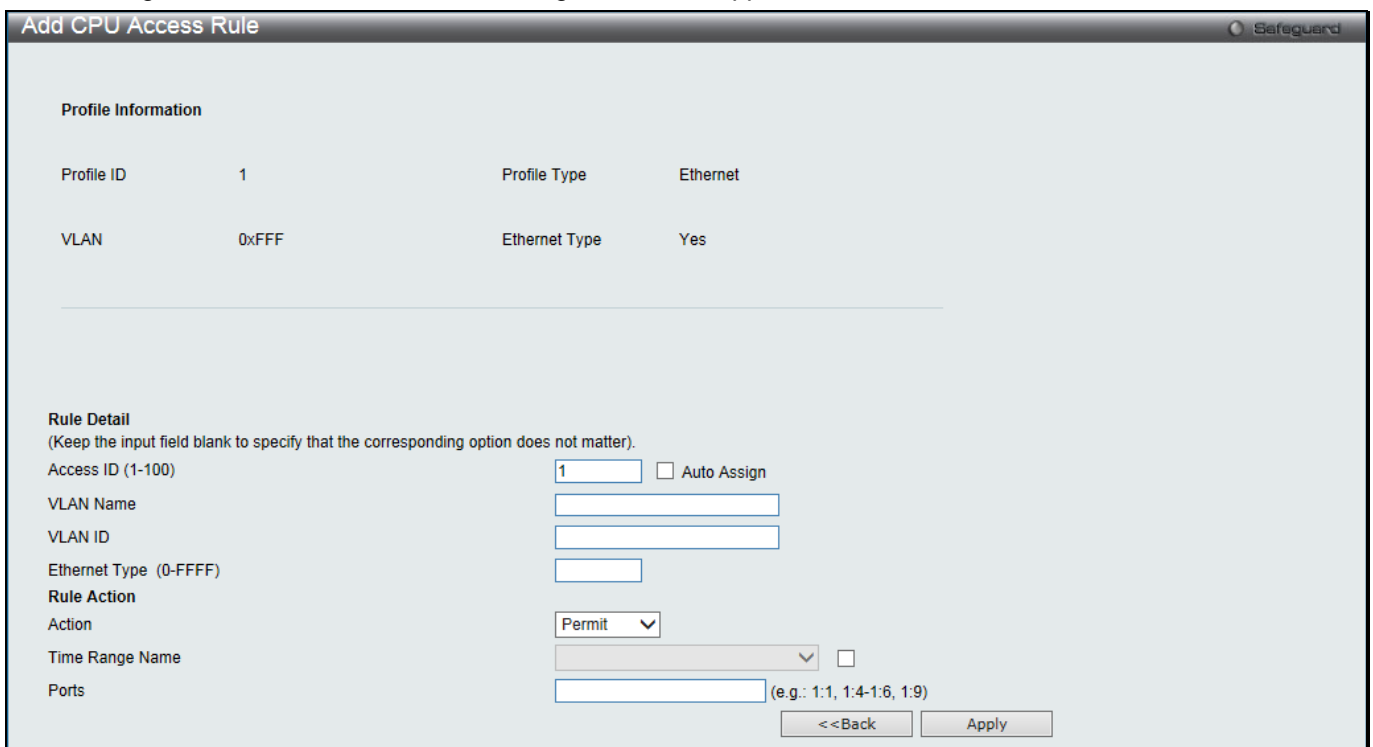 Add CPU Access Rule Safeguard
Profile Information
Profile ID 1 Profile Type Ethernet
VLAN 0xFFF Ethernet Type Yes
Rule Detail
(Keep the input field blank to specify that the corresponding option does not matter).
Access ID (1-100) 1 Auto Assign
VLAN Name
VLAN ID
Ethernet Type (0-FFFF)
Rule Action
Action Permit
Time Range Name
Ports (e.g.: 1:1, 1:4-1:6, 1:9)
<<Back Apply